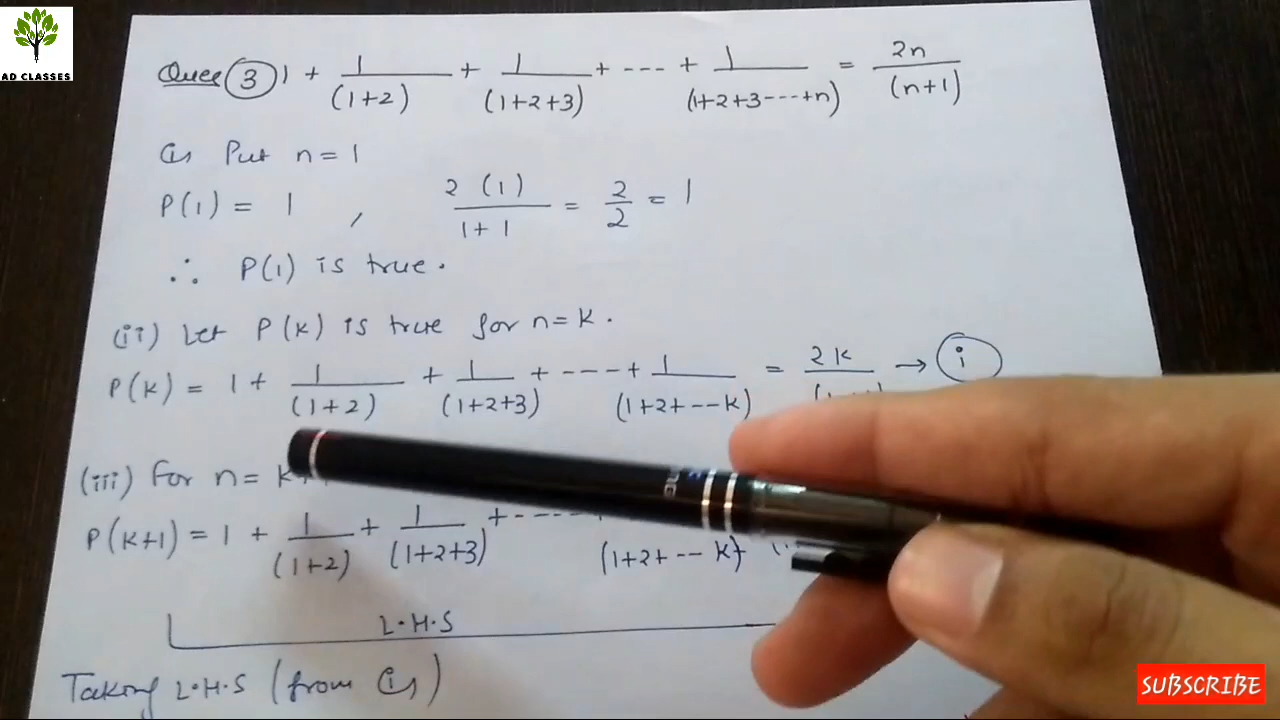 AD CLASSES
Ques 3 1 + 1/(1+2) + 1/(1+2+3) + ---- + 1/(1+2+3----+n) = 2n/(n+1)
(i) Put n = 1
P(1) = 1 , 2(1)/1+1 = 2/2 = 1
∴ P(1) is true.
(ii) Let P(k) is true for n = k.
P(k) = 1 + 1/(1+2) + 1/(1+2+3) + ---- + 1/(1+2+--k) = 2k → i
(iii) For n =
P(k+1) = 1 + 1/(1+2) + 1/(1+2+3) + ---- (1+2+--k)
L.H.S
Taking L.H.S (from (i))
SUBSCRIBE